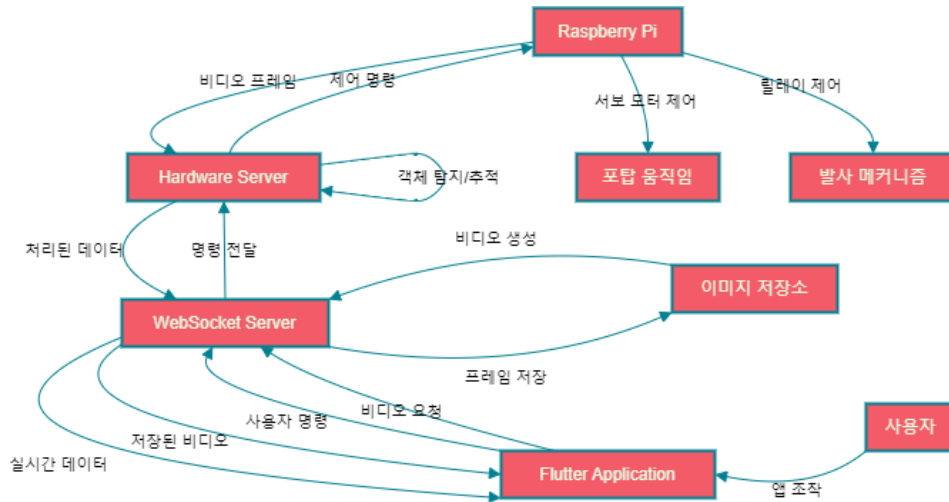 Raspberry Pi
비디오 프레임
제어 명령
서보 모터 제어
릴레이 제어
Hardware Server
객체 탐지/추적
포탑 움직임
발사 메커니즘
처리된 데이터
명령 전달
비디오 생성
이미지 저장소
WebSocket Server
프레임 저장
사용자 명령
비디오 요청
저장된 비디오
실시간 데이터
사용자
Flutter Application
앱 조작